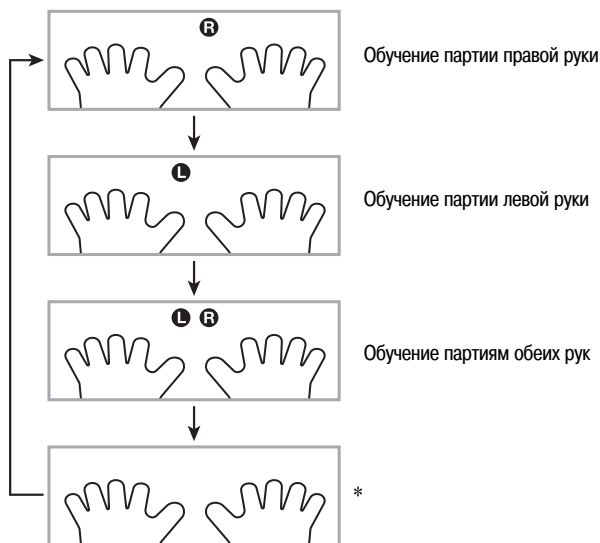 R
Обучение партии правой руки
L
Обучение партии левой руки
L R
Обучение партиям обеих рук
*